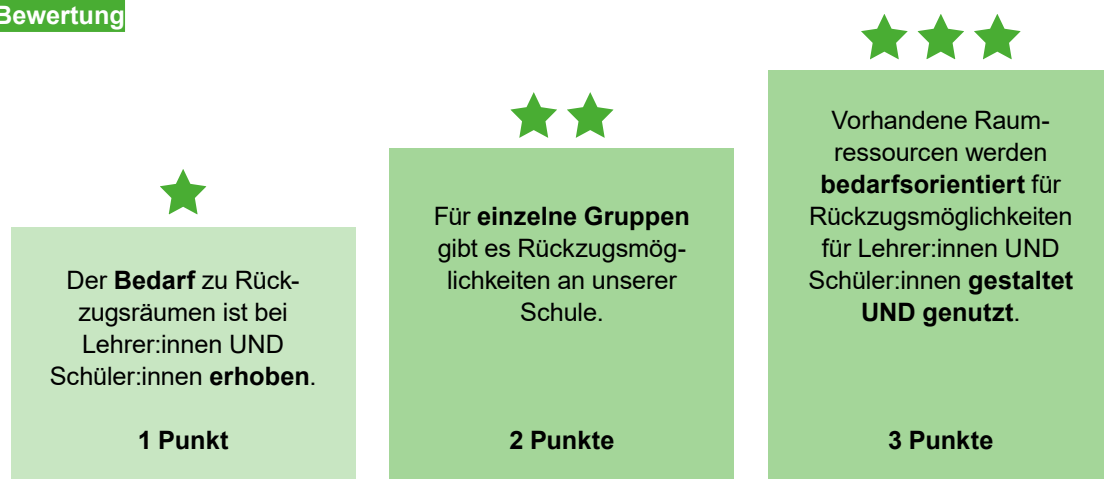 Bewertung
Der Bedarf zu Rück-
zugsräumen ist bei
Lehrer:innen UND
Schüler:innen erhoben.
1 Punkt
Für einzelne Gruppen
gibt es Rückzugsmög-
lichkeiten an unserer
Schule.
2 Punkte
Vorhandene Raum-
ressourcen werden
bedarfsorientiert für
Rückzugsmöglichkeiten
für Lehrer:innen UND
Schüler:innen gestaltet
UND genutzt.
3 Punkte